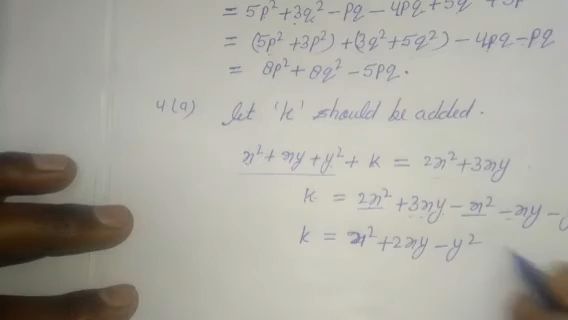 = 5p² + 3q² - pq - 4pq + 5q² + 3p²
= (5p² + 3p²) + (3q² + 5q²) - 4pq - pq
= 8p² + 8q² - 5pq.
4(a) let 'k' should be added.
x² + xy + y² + k = 2x² + 3xy
k = 2x² + 3xy - x² - xy - y
k = x² + 2xy - y²